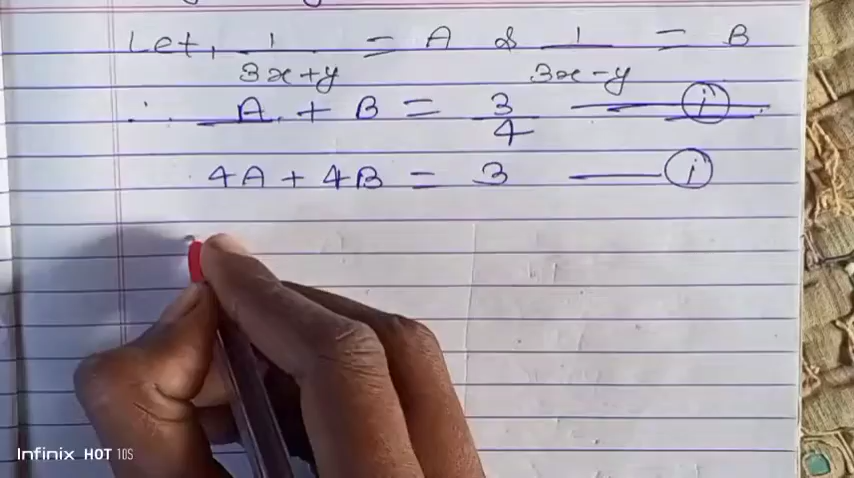 Let, 1/(3x+y) = A & 1/(3x-y) = B
∴ A + B = 3/4 — (i)
4A + 4B = 3 — (i)
Infinix HOT 10S